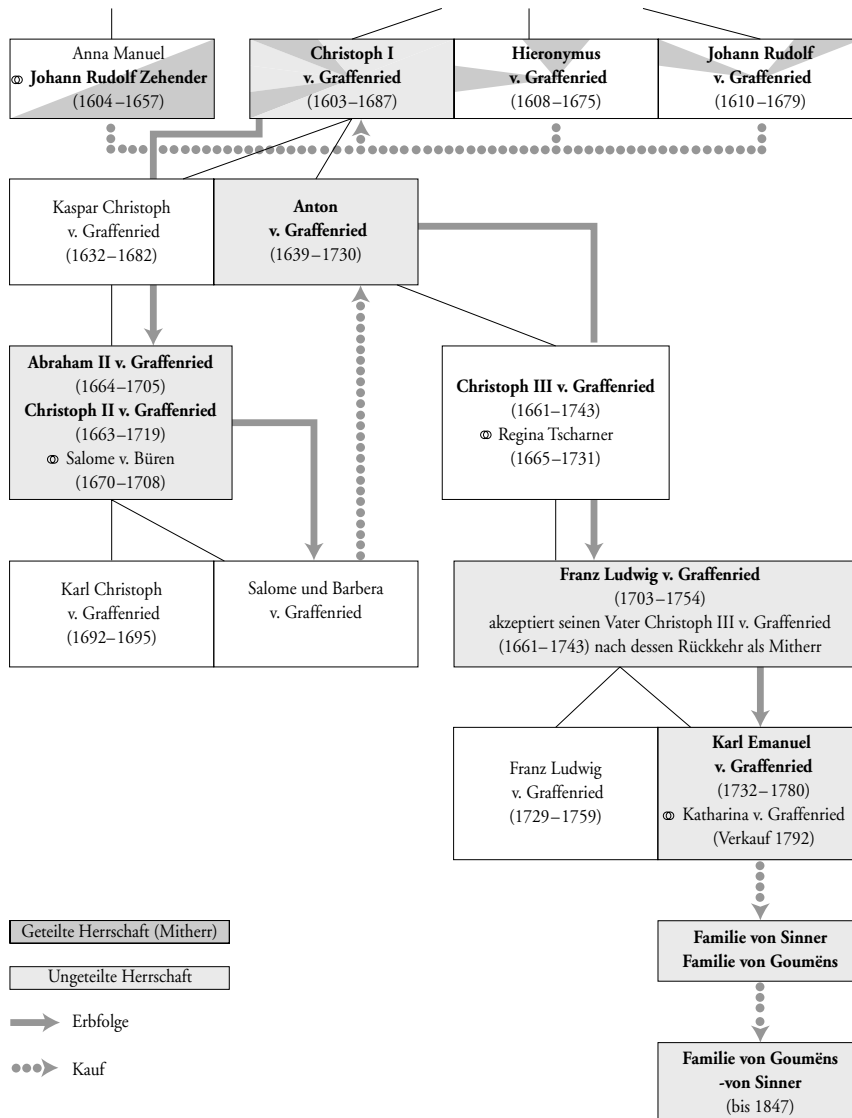 Anna Manuel
⚭ Johann Rudolf Zehender
(1604–1657)
Christoph I
v. Graffenried
(1603–1687)
Hieronymus
v. Graffenried
(1608–1675)
Johann Rudolf
v. Graffenried
(1610–1679)
Kaspar Christoph
v. Graffenried
(1632–1682)
Anton
v. Graffenried
(1639–1730)
Abraham II v. Graffenried
(1664–1705)
Christoph II v. Graffenried
(1663–1719)
⚭ Salome v. Büren
(1670–1708)
Christoph III v. Graffenried
(1661–1743)
⚭ Regina Tscharner
(1665–1731)
Karl Christoph
v. Graffenried
(1692–1695)
Salome und Barbera
v. Graffenried
Franz Ludwig v. Graffenried
(1703–1754)
akzeptiert seinen Vater Christoph III v. Graffenried
(1661–1743) nach dessen Rückkehr als Mitherr
Franz Ludwig
v. Graffenried
(1729–1759)
Karl Emanuel
v. Graffenried
(1732–1780)
⚭ Katharina v. Graffenried
(Verkauf 1792)
Familie von Sinner
Familie von Goumëns
Familie von Goumëns
-von Sinner
(bis 1847)
Geteilte Herrschaft (Mitherr)
Ungeteilte Herrschaft
Erbfolge
Kauf